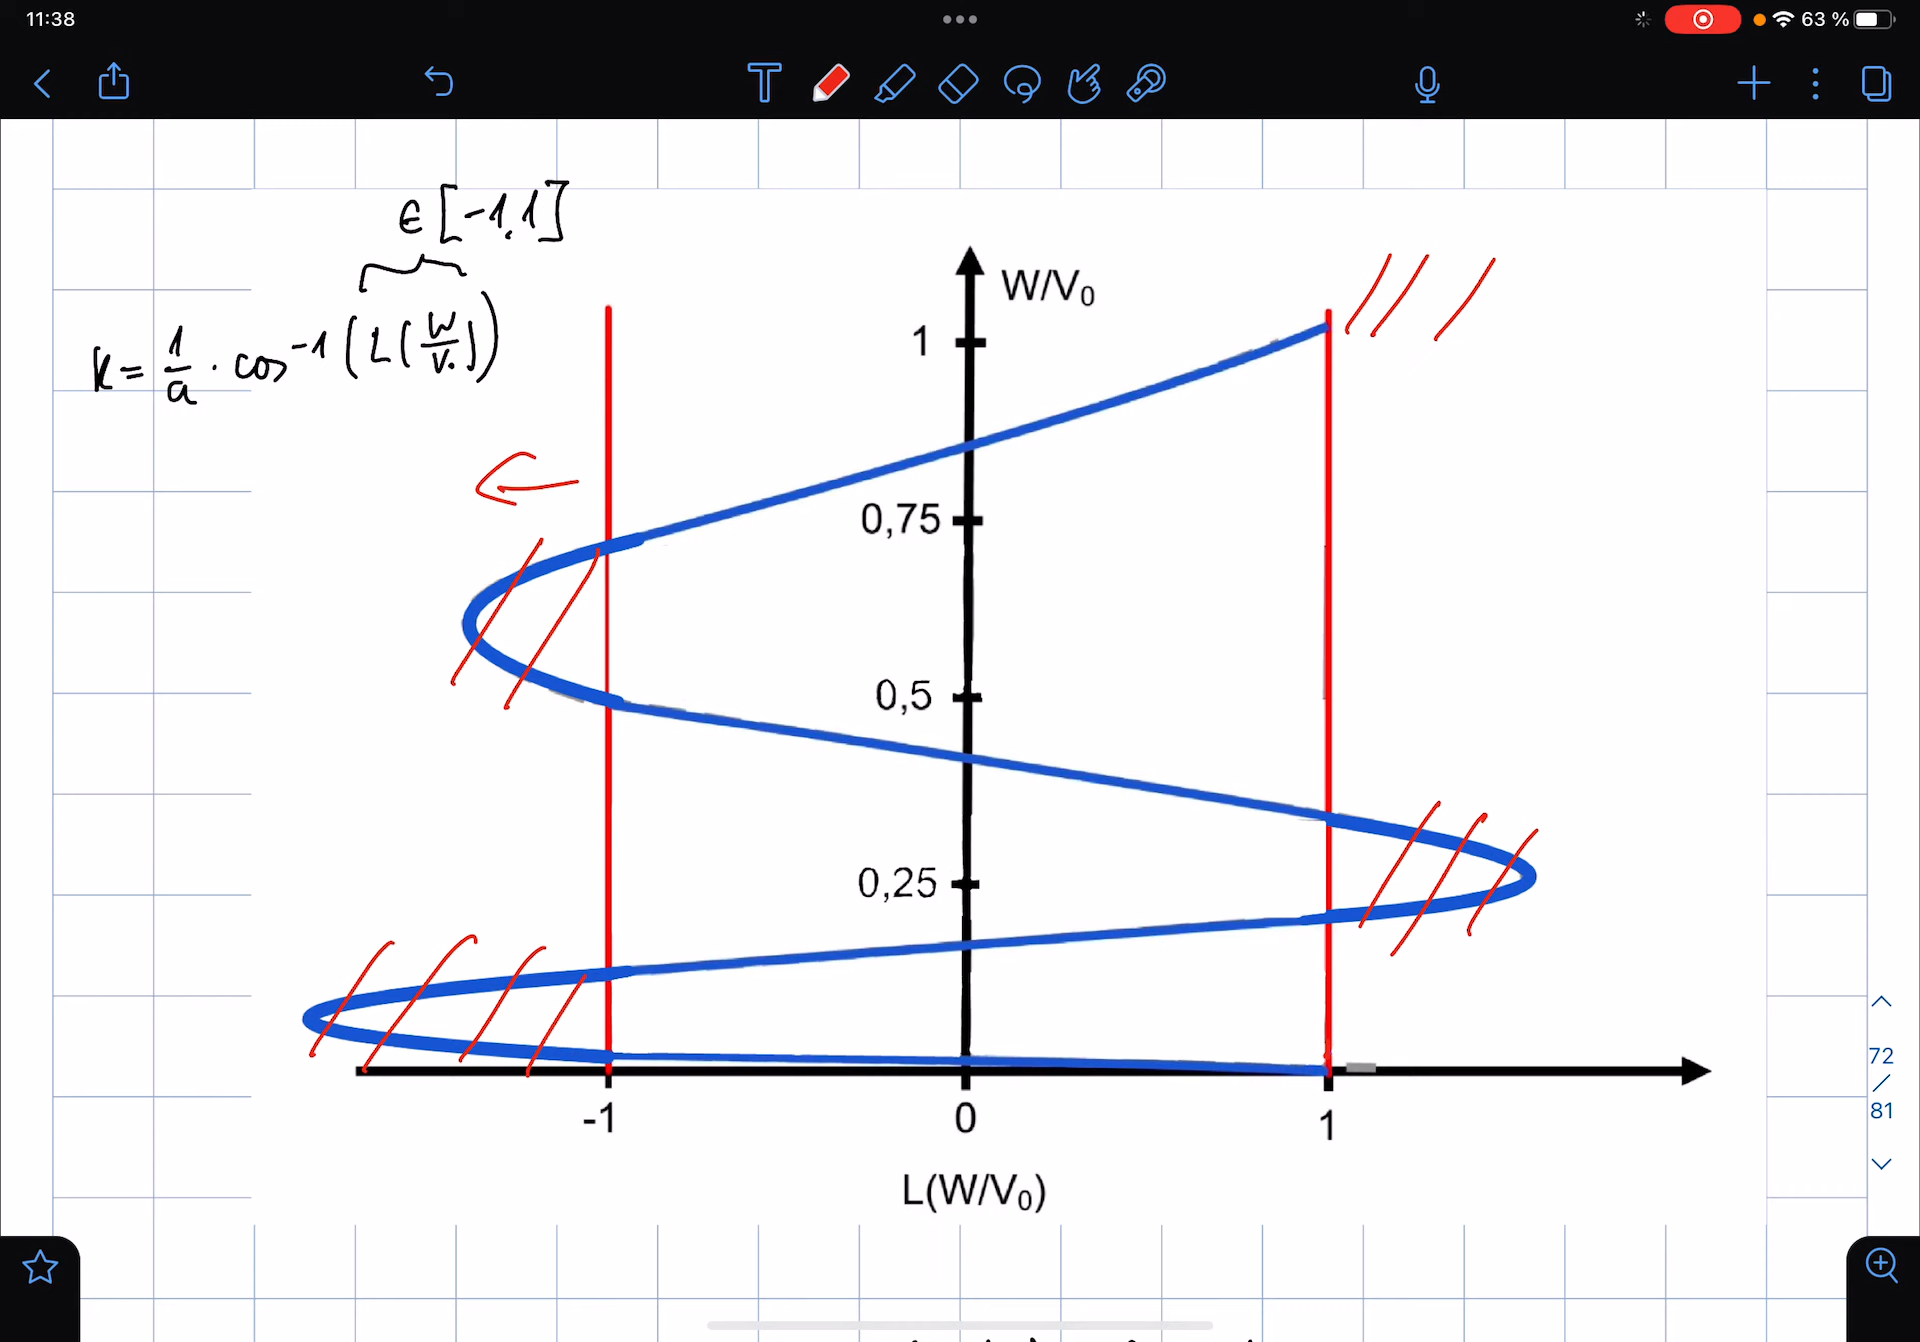 11:38
63 %
∈ [-1,1]
k = 1/a · cos⁻¹ (L(W/V₀))
W/V₀
1
0,75
0,5
0,25
-1 0 1
L(W/V₀)
72
/
81